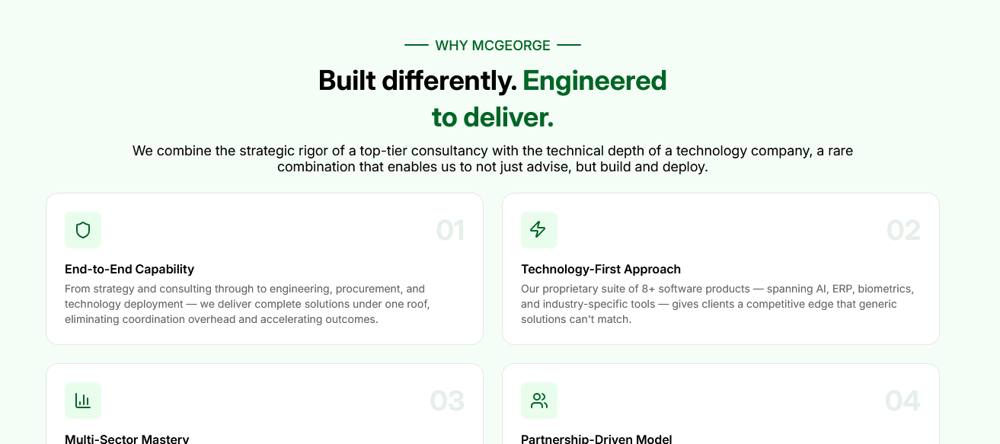 WHY MCGEORGE
Built differently. Engineered
to deliver.
We combine the strategic rigor of a top-tier consultancy with the technical depth of a technology company, a rare
combination that enables us to not just advise, but build and deploy.
01
End-to-End Capability
From strategy and consulting through to engineering, procurement, and
technology deployment — we deliver complete solutions under one roof,
eliminating coordination overhead and accelerating outcomes.
02
Technology-First Approach
Our proprietary suite of 8+ software products — spanning AI, ERP, biometrics,
and industry-specific tools — gives clients a competitive edge that generic
solutions can't match.
03
Multi-Sector Mastery
04
Partnership-Driven Model